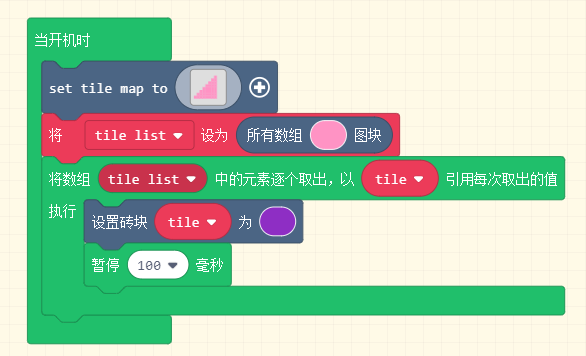 当开机时
set tile map to
将 tile list 设为 所有数组 图块
将数组 tile list 中的元素逐个取出，以 tile 引用每次取出的值
执行
设置砖块 tile 为
暂停 100 毫秒